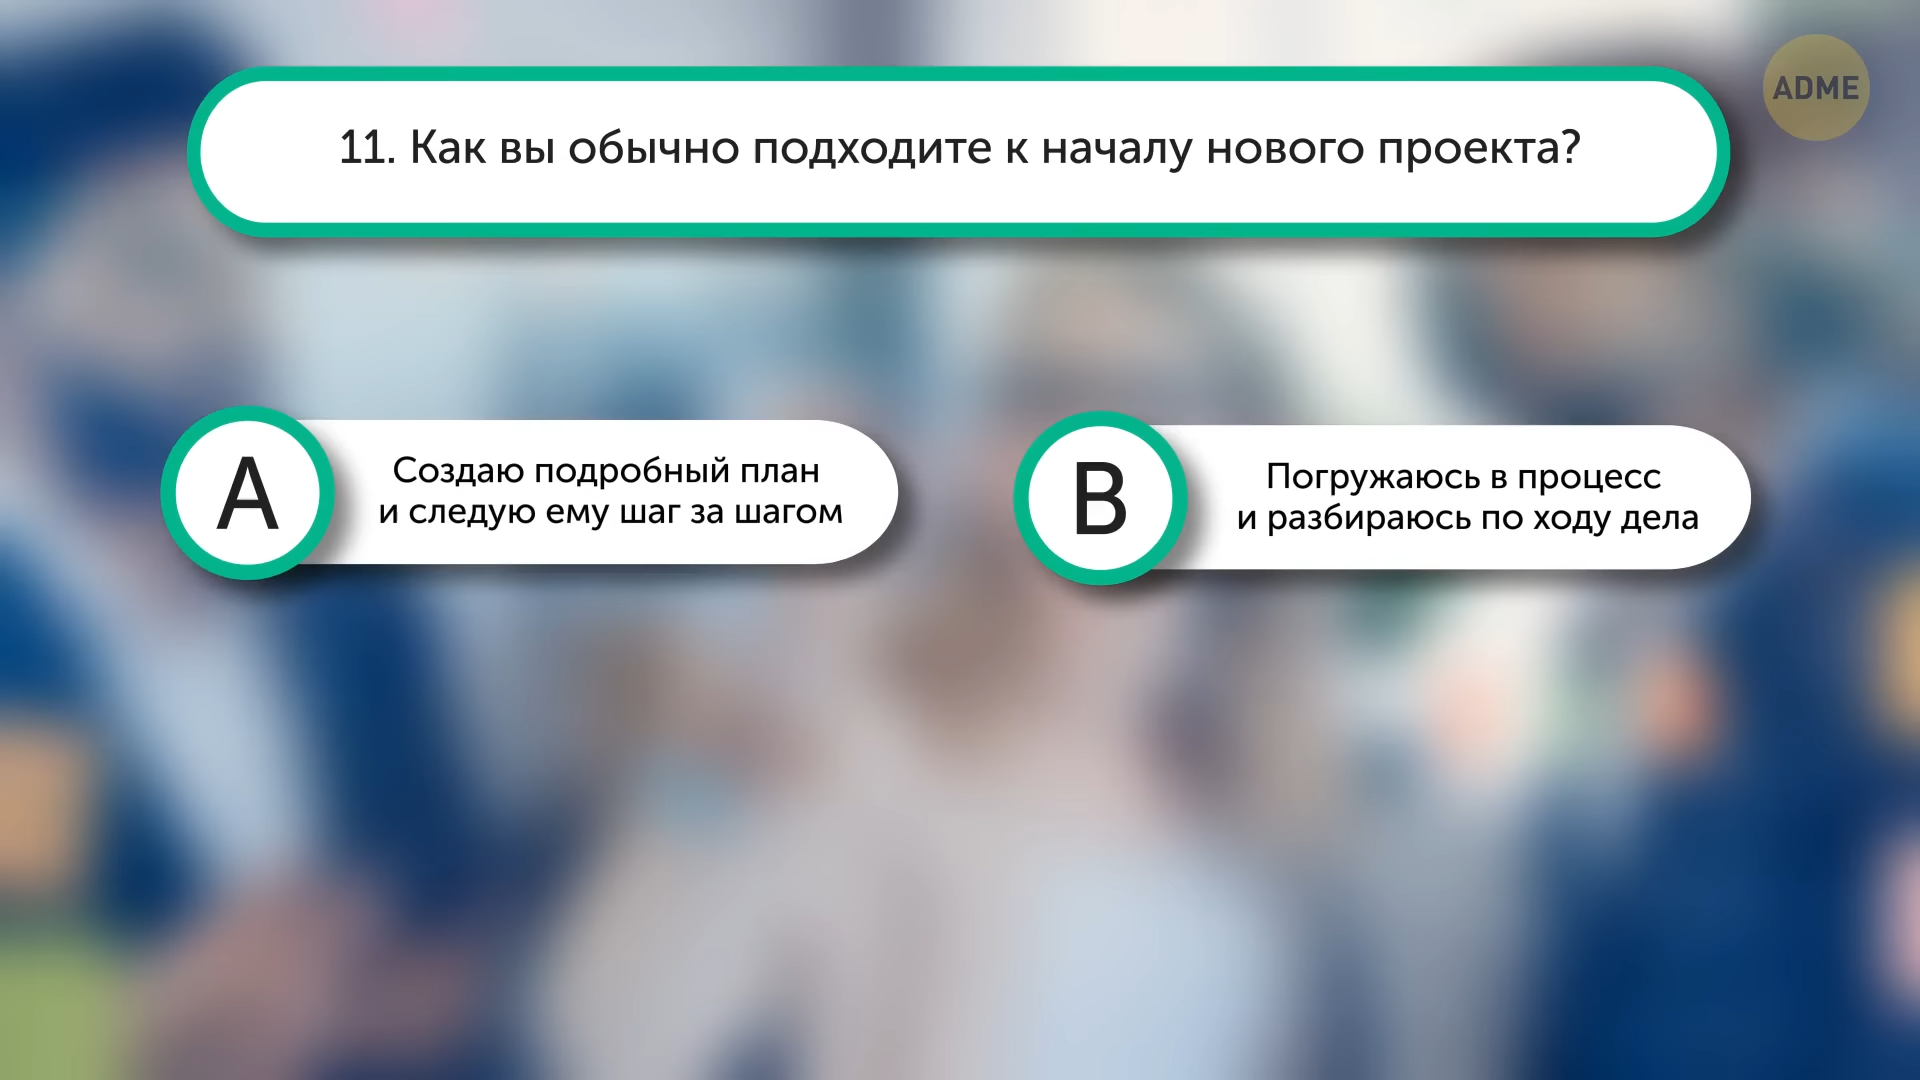 ADME
11. Как вы обычно подходите к началу нового проекта?
A
Создаю подробный план
и следую ему шаг за шагом
B
Погружаюсь в процесс
и разбираюсь по ходу дела